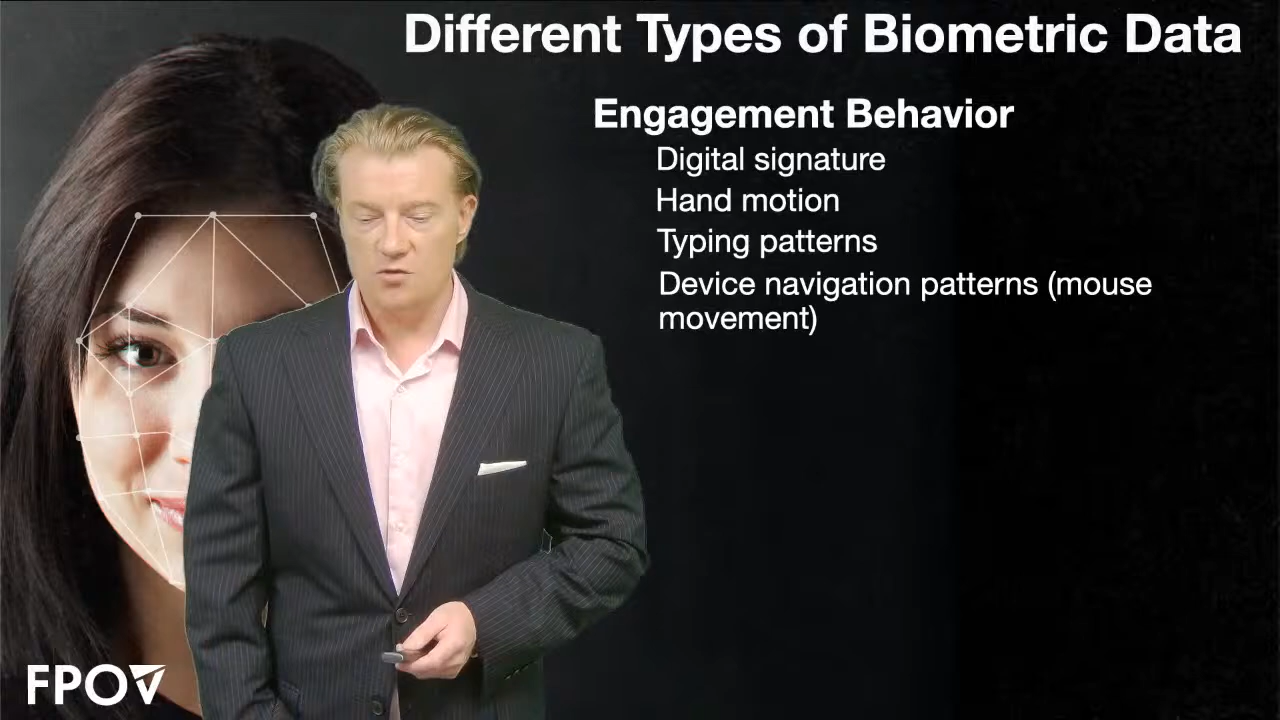 Different Types of Biometric Data
Engagement Behavior
Digital signature
Hand motion
Typing patterns
Device navigation patterns (mouse
movement)
FPOV